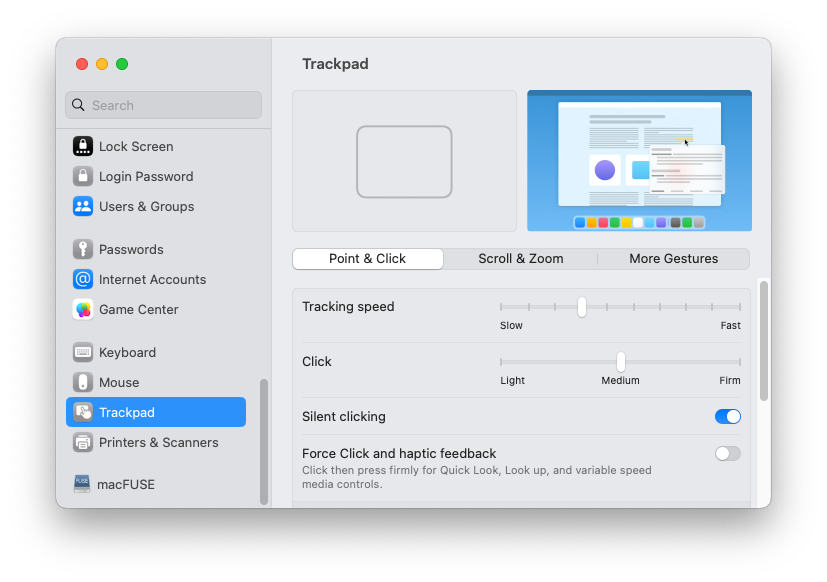 Trackpad
Search
Lock Screen
Login Password
Users & Groups
Passwords
Internet Accounts
Game Center
Keyboard
Mouse
Trackpad
Printers & Scanners
FUSE
macFUSE
Point & Click
Scroll & Zoom
More Gestures
Tracking speed
Slow
Fast
Click
Light
Medium
Firm
Silent clicking
Force Click and haptic feedback
Click then press firmly for Quick Look, Look up, and variable speed
media controls.